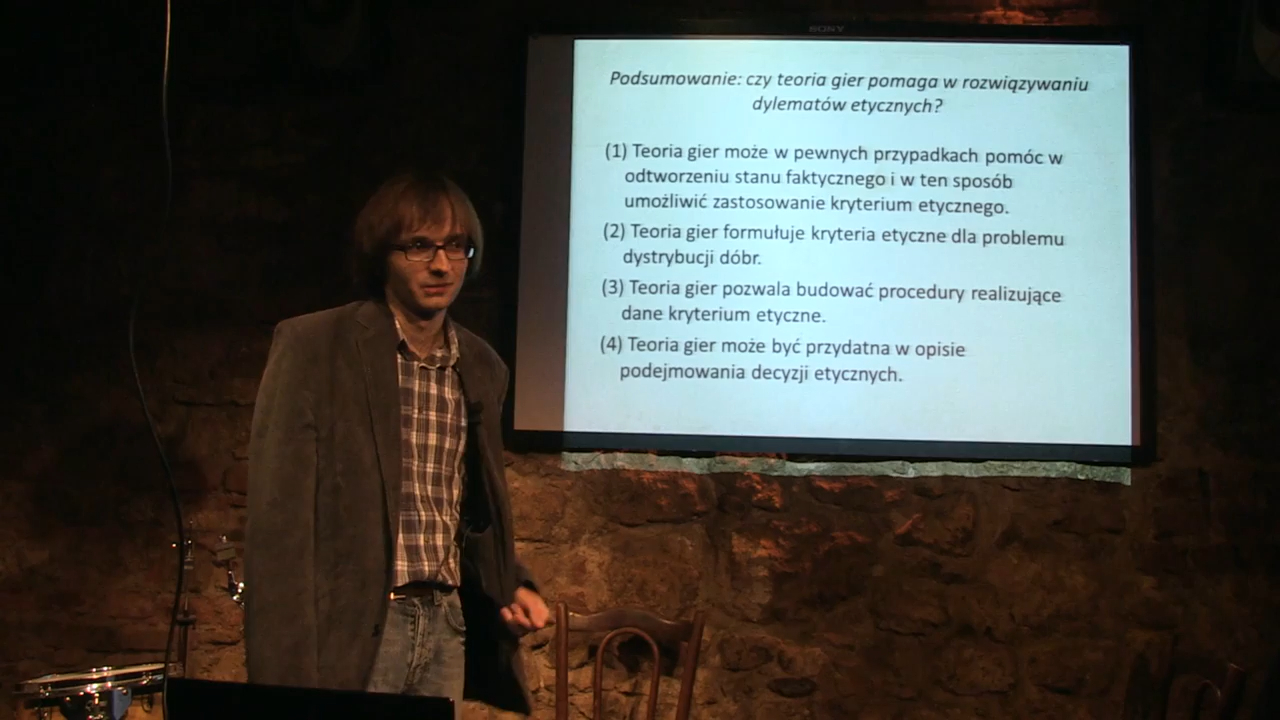 SONY
Podsumowanie: czy teoria gier pomaga w rozwiązywaniu
dylematów etycznych?
(1) Teoria gier może w pewnych przypadkach pomóc w
odtworzeniu stanu faktycznego i w ten sposób
umożliwić zastosowanie kryterium etycznego.
(2) Teoria gier formułuje kryteria etyczne dla problemu
dystrybucji dóbr.
(3) Teoria gier pozwala budować procedury realizujące
dane kryterium etyczne.
(4) Teoria gier może być przydatna w opisie
podejmowania decyzji etycznych.